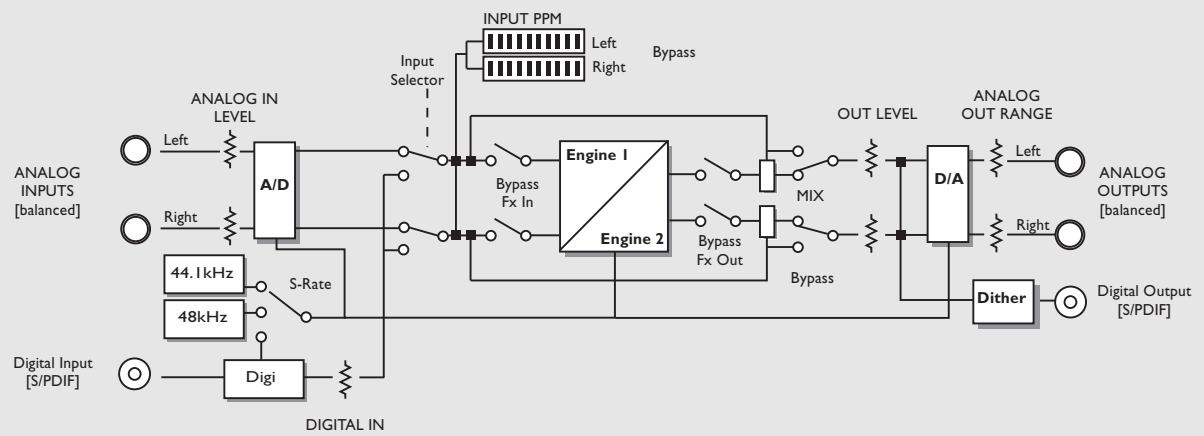 INPUT PPM
Left
Right
Bypass
Input
Selector
ANALOG IN
LEVEL
Left
Right
ANALOG
INPUTS
[balanced]
A/D
Bypass
Fx In
Engine 1
Engine 2
Bypass
Fx Out
MIX
Bypass
OUT LEVEL
ANALOG
OUT RANGE
D/A
Left
Right
ANALOG
OUTPUTS
[balanced]
44.1kHz
48kHz
S-Rate
Dither
Digital Output
[S/PDIF]
Digital Input
[S/PDIF]
Digi
DIGITAL IN